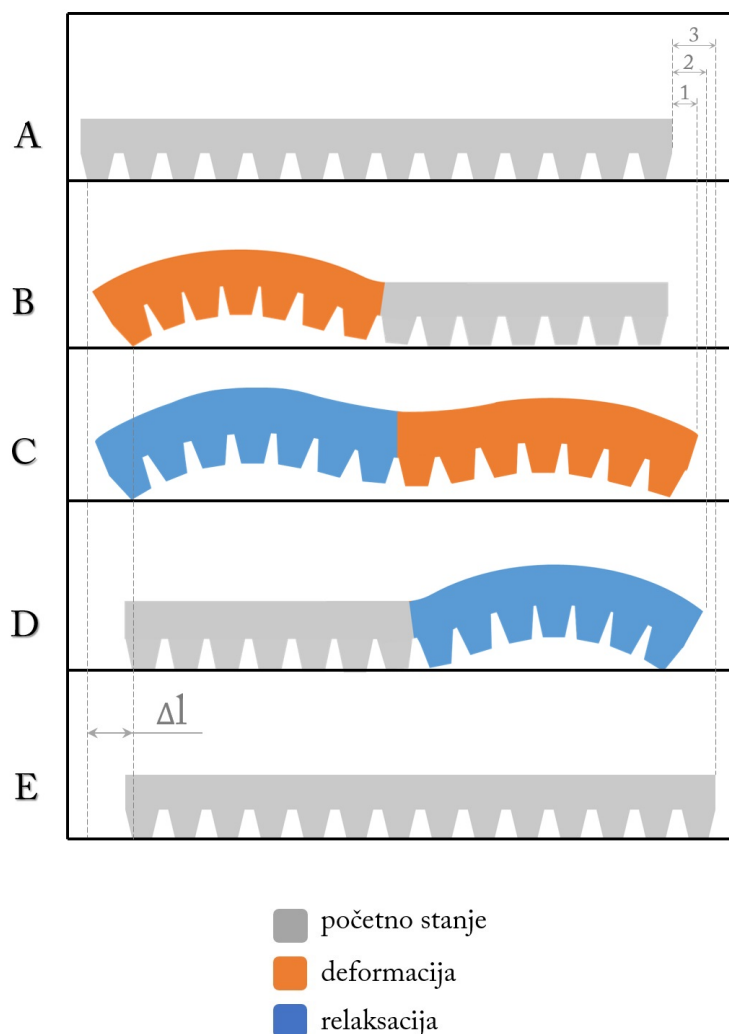 3
2
1
A
B
C
D
Δl
E
početno stanje
deformacija
relaksacija